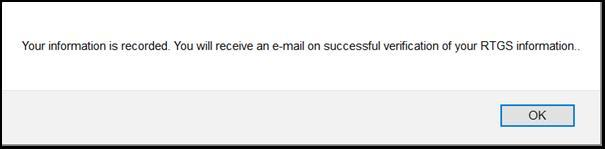 Your information is recorded. You will receive an e-mail on successful verification of your RTGS information..
OK